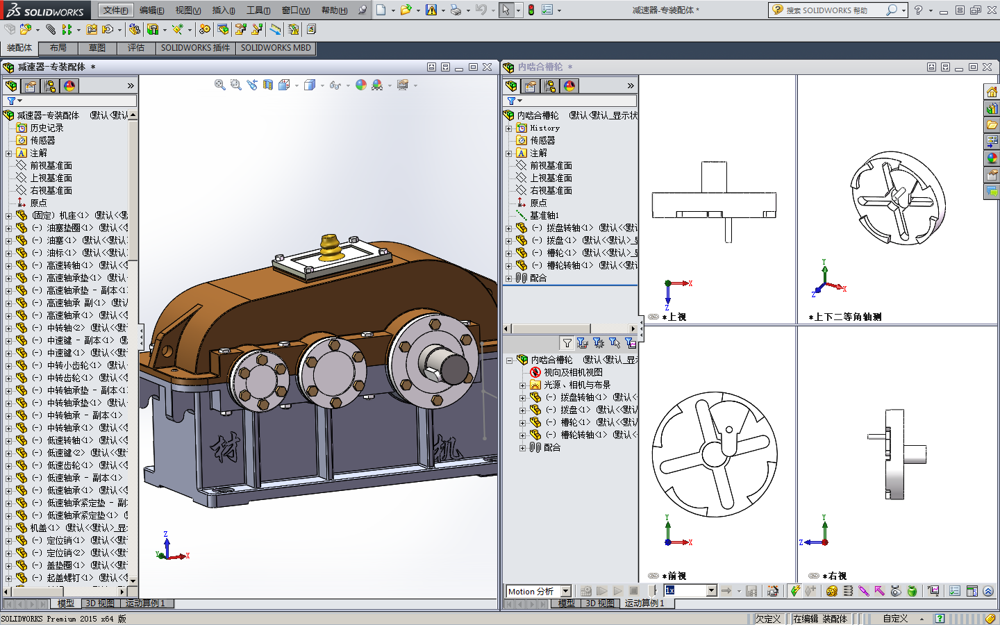 SOLIDWORKS 文件(F) 编辑(E) 视图(V) 插入(I) 工具(T) 窗口(W) 帮助(H) 减速器-专装配体 * 搜索 SOLIDWORKS 帮助
装配体 布局 草图 评估 SOLIDWORKS 插件 SOLIDWORKS MBD
减速器-专装配体 *
减速器-专装配体 (默认<默认
历史记录
传感器
注解
前视基准面
上视基准面
右视基准面
原点
(固定) 机座<1> (默认<<默
(-) 油塞垫圈<1> (默认<<
(-) 油塞<1> (默认<<默认
(-) 油标<1> (默认<<默认
(-) 高速转轴<1> (默认<<
(-) 高速轴承垫<1> (默认
(-) 高速轴承垫 - 副本<1
(-) 高速轴承 副<1> (默认
(-) 高速轴承<1> (默认<<
(-) 中转轴<2> (默认<<默
(-) 中速键 - 副本<1> (默
(-) 中速键<1> (默认<<默
(-) 中转小齿轮<1> (默认
(-) 中转齿轮<1> (默认<<
(-) 中转轴承垫 - 副本<1
(-) 中转轴承垫<1> (默认
(-) 中转轴承 - 副本<1>
(-) 中转轴承<1> (默认<<
(-) 低速转轴<1> (默认<<
(-) 低速键<2> (默认<<默
(-) 低速齿轮<1> (默认<<
(-) 低速轴承 - 副本<1>
(-) 低速轴承<1> (默认<<
(-) 低速轴承紧定垫 - 副
(-) 低速轴承紧定垫<1> (
机盖<1> (默认<<默认>_显
(-) 定位销<1> (默认<<默
(-) 定位销<2> (默认<<默
(-) 盖垫圈<1> (默认<<默
(-) 起盖螺钉<1> (默认<<
材 机
Z
Y X
模型 3D 视图 运动算例 1
内啮合槽轮 *
内啮合槽轮 (默认<默认_显示状
History
传感器
注解
前视基准面
上视基准面
右视基准面
原点
基准轴1
(-) 拨盘转轴<1> (默认<<默认
(-) 拨盘<1> (默认<<默认>_显
(-) 槽轮<1> (默认<<默认>_显
(-) 槽轮转轴<1> (默认<<默认
配合
内啮合槽轮 (默认<默认_显示
视向及相机视图
光源、相机与布景
(-) 拨盘转轴<1> (默认<
(-) 拨盘<1> (默认<<默认
(-) 槽轮<1> (默认<<默认
(-) 槽轮转轴<1> (默认<
配合
X
Z
*上视
Y
Z X
*上下二等角轴测
Y
X
*前视
Y
Z
*右视
Motion 分析 1x
模型 3D 视图 运动算例 1
SOLIDWORKS Premium 2015 x64 版 欠定义 在编辑 装配体 自定义